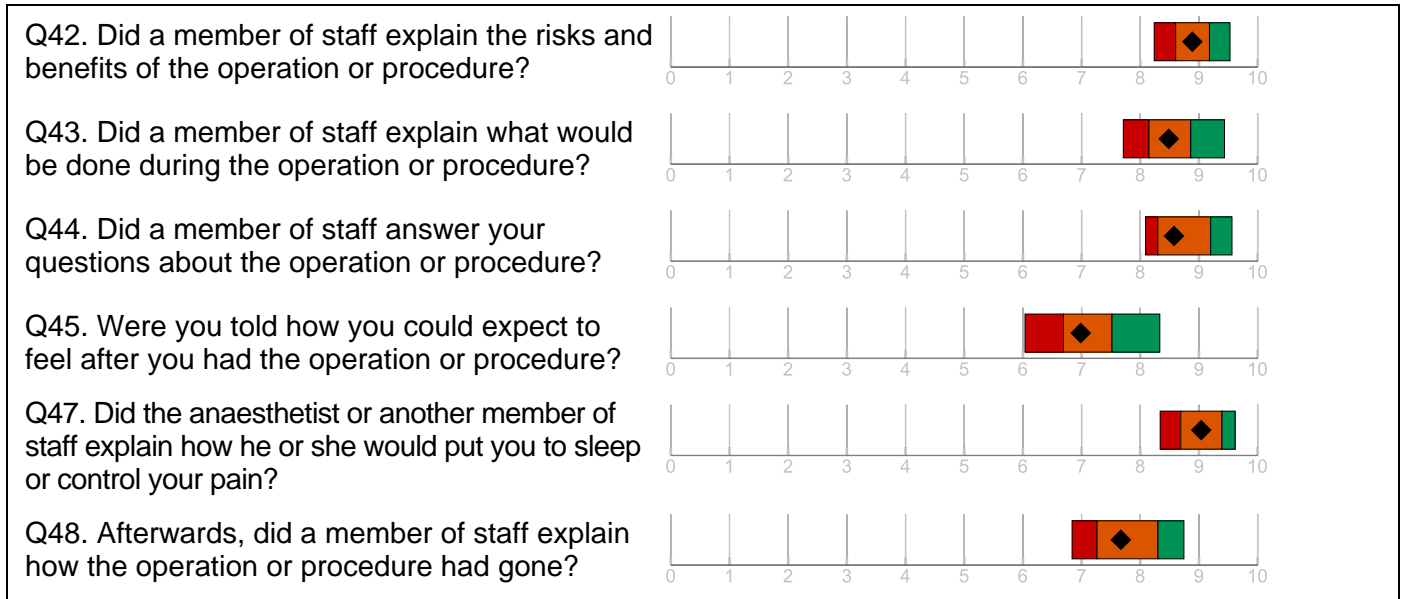 Q42. Did a member of staff explain the risks and
benefits of the operation or procedure?
0 1 2 3 4 5 6 7 8 9 10
Q43. Did a member of staff explain what would
be done during the operation or procedure?
0 1 2 3 4 5 6 7 8 9 10
Q44. Did a member of staff answer your
questions about the operation or procedure?
0 1 2 3 4 5 6 7 8 9 10
Q45. Were you told how you could expect to
feel after you had the operation or procedure?
0 1 2 3 4 5 6 7 8 9 10
Q47. Did the anaesthetist or another member of
staff explain how he or she would put you to sleep
or control your pain?
0 1 2 3 4 5 6 7 8 9 10
Q48. Afterwards, did a member of staff explain
how the operation or procedure had gone?
0 1 2 3 4 5 6 7 8 9 10